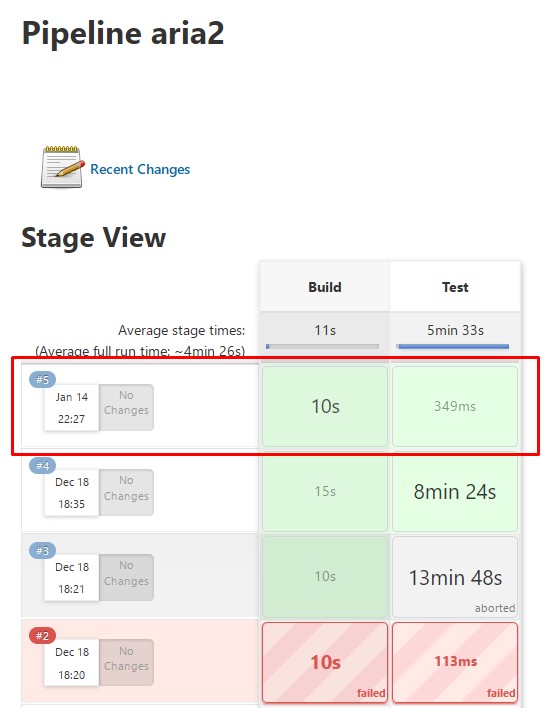 Pipeline aria2
Recent Changes
Stage View
Build
Test
Average stage times:
11s
5min 33s
(Average full run time: ~4min 26s)
#5
Jan 14
22:27
No
Changes
10s
349ms
#4
Dec 18
18:35
No
Changes
15s
8min 24s
#3
Dec 18
18:21
No
Changes
10s
13min 48s
aborted
#2
Dec 18
18:20
No
Changes
10s
failed
113ms
failed